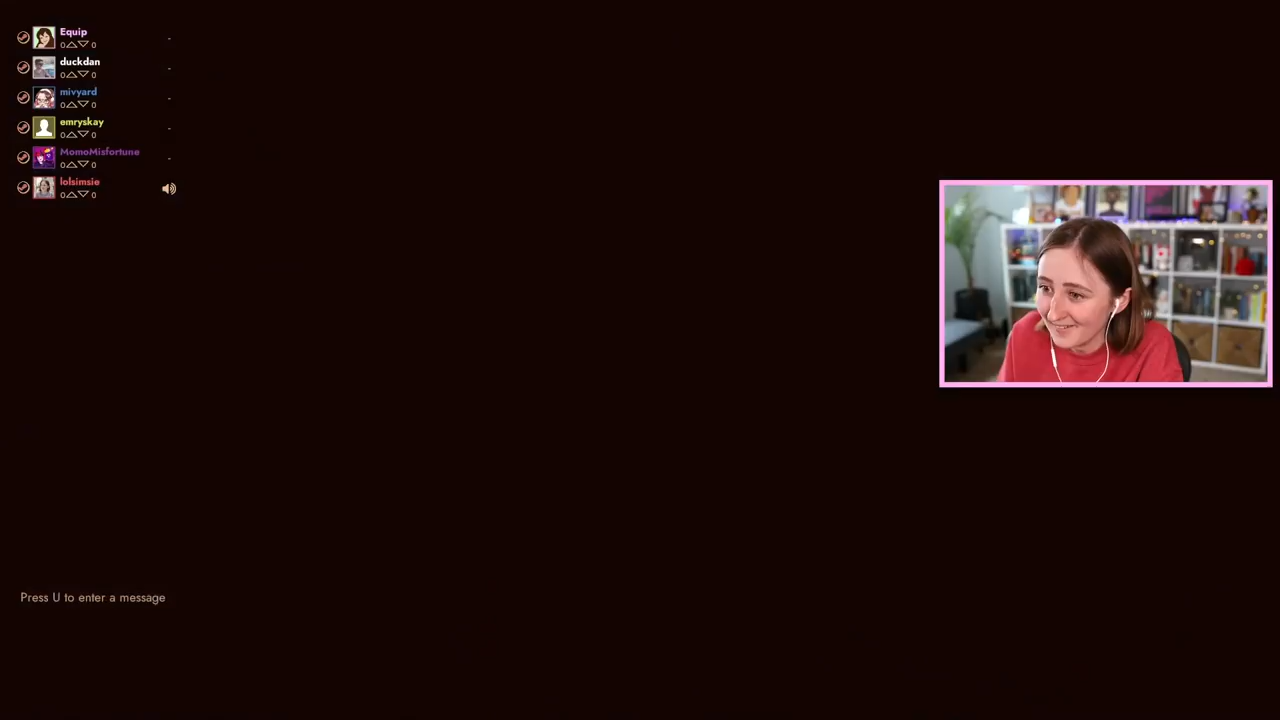 Equip
0 0 -
duckdan
0 0 -
mivyard
0 0 -
emryskay
0 0 -
MomoMisfortune
0 0 -
lolsimsie
0 0
Press U to enter a message